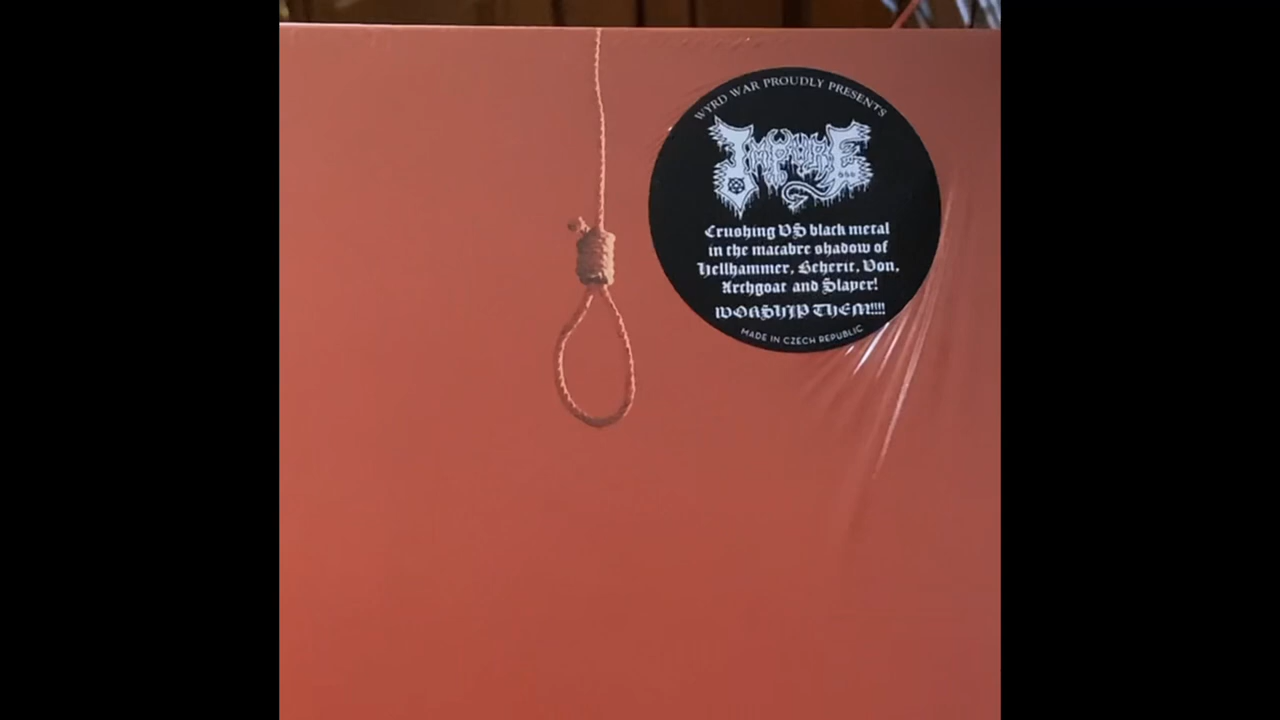 WYRD WAR PROUDLY PRESENTS
IMPURE
Crushing US black metal
in the macabre shadow of
Hellhammer, Beherit, Von,
Archgoat and Slayer!
WORSHIP THEM!!!!
MADE IN CZECH REPUBLIC